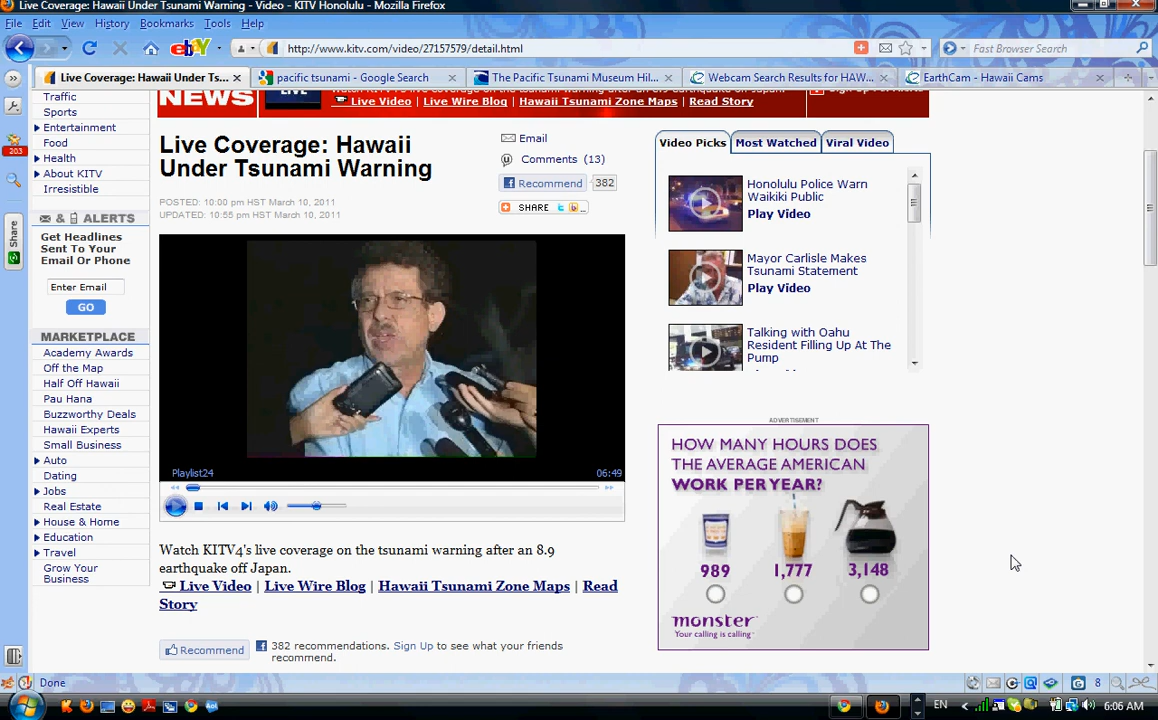 Live Coverage: Hawaii Under Tsunami Warning - Video - KITV Honolulu - Mozilla Firefox
File Edit View History Bookmarks Tools Help
ebY http://www.kitv.com/video/27157579/detail.html Fast Browser Search
Live Coverage: Hawaii Under Ts... pacific tsunami - Google Search The Pacific Tsunami Museum Hil... Webcam Search Results for HAW... EarthCam - Hawaii Cams
203
Share
Traffic
Sports
Entertainment
Food
Health
About KITV
Irresistible
& ALERTS
Get Headlines
Sent To Your
Email Or Phone
Enter Email
GO
MARKETPLACE
Academy Awards
Off the Map
Half Off Hawaii
Pau Hana
Buzzworthy Deals
Hawaii Experts
Small Business
Auto
Dating
Jobs
Real Estate
House & Home
Education
Travel
Grow Your
Business
NEWS LIVE
Live Video | Live Wire Blog | Hawaii Tsunami Zone Maps | Read Story
Live Coverage: Hawaii
Under Tsunami Warning
POSTED: 10:00 pm HST March 10, 2011
UPDATED: 10:55 pm HST March 10, 2011
Email
Comments (13)
Recommend 382
SHARE
Playlist24 06:49
Watch KITV4's live coverage on the tsunami warning after an 8.9
earthquake off Japan.
Live Video | Live Wire Blog | Hawaii Tsunami Zone Maps | Read
Story
Recommend 382 recommendations. Sign Up to see what your friends
recommend.
Video Picks Most Watched Viral Video
Honolulu Police Warn
Waikiki Public
Play Video
Mayor Carlisle Makes
Tsunami Statement
Play Video
Talking with Oahu
Resident Filling Up At The
Pump
ADVERTISEMENT
HOW MANY HOURS DOES
THE AVERAGE AMERICAN
WORK PER YEAR?
989 1,777 3,148
monster
Your calling is calling
Done 8
EN 6:06 AM